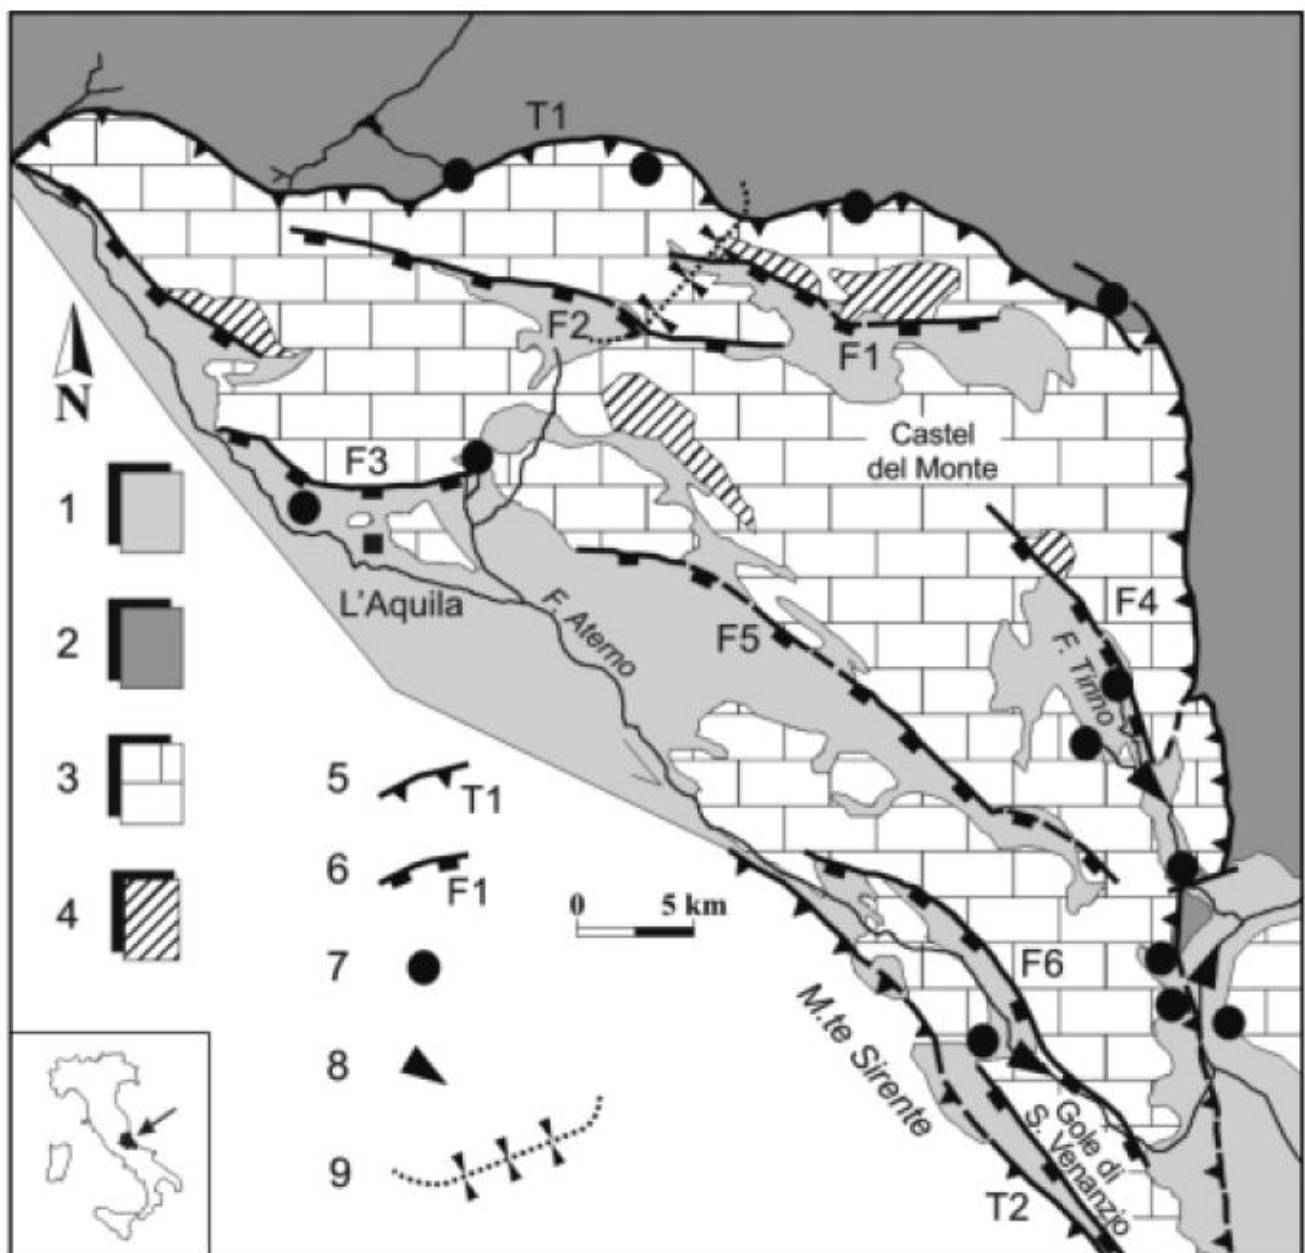 T1
F2
F1
Castel
del Monte
F3
N
1
F4
L'Aquila
F. Aterno
F5
F. Tirino
2
3
5
T1
6
F1
0 5 km
4
7
F6
M.te Sirente
8
Gole di
S. Venanzio
9
T2